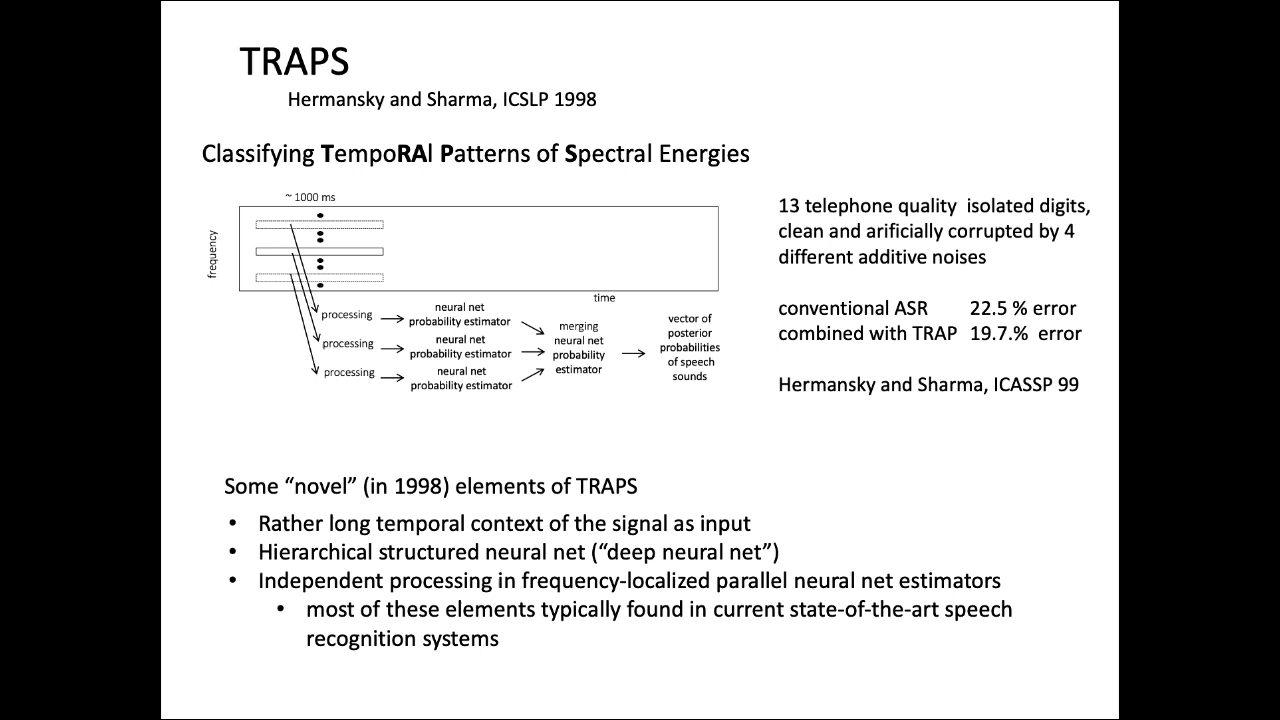 TRAPS
Hermansky and Sharma, ICSLP 1998
Classifying TempoRAl Patterns of Spectral Energies
~ 1000 ms
frequency
time
processing
neural net
probability estimator
processing
neural net
probability estimator
processing
neural net
probability estimator
merging
neural net
probability
estimator
vector of
posterior
probabilities
of speech
sounds
13 telephone quality isolated digits,
clean and arificially corrupted by 4
different additive noises
conventional ASR 22.5 % error
combined with TRAP 19.7.% error
Hermansky and Sharma, ICASSP 99
Some “novel” (in 1998) elements of TRAPS
• Rather long temporal context of the signal as input
• Hierarchical structured neural net (“deep neural net”)
• Independent processing in frequency-localized parallel neural net estimators
• most of these elements typically found in current state-of-the-art speech
recognition systems